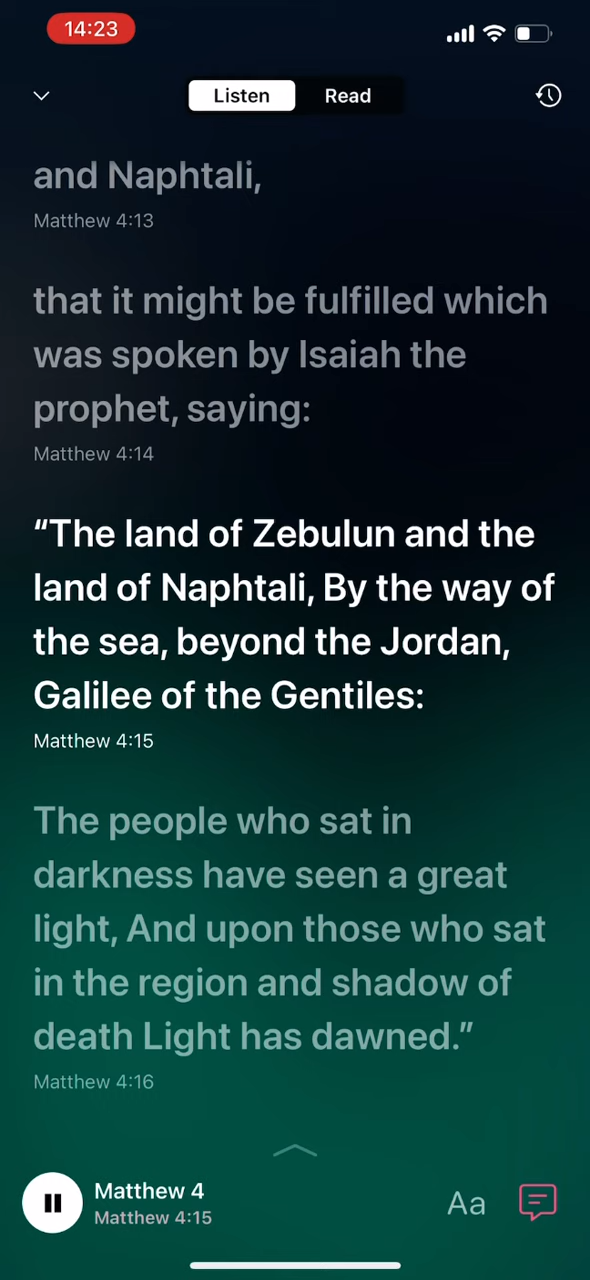 14:23
Listen
Read
and Naphtali,
Matthew 4:13
that it might be fulfilled which
was spoken by Isaiah the
prophet, saying:
Matthew 4:14
“The land of Zebulun and the
land of Naphtali, By the way of
the sea, beyond the Jordan,
Galilee of the Gentiles:
Matthew 4:15
The people who sat in
darkness have seen a great
light, And upon those who sat
in the region and shadow of
death Light has dawned.”
Matthew 4:16
Matthew 4
Matthew 4:15
Aa